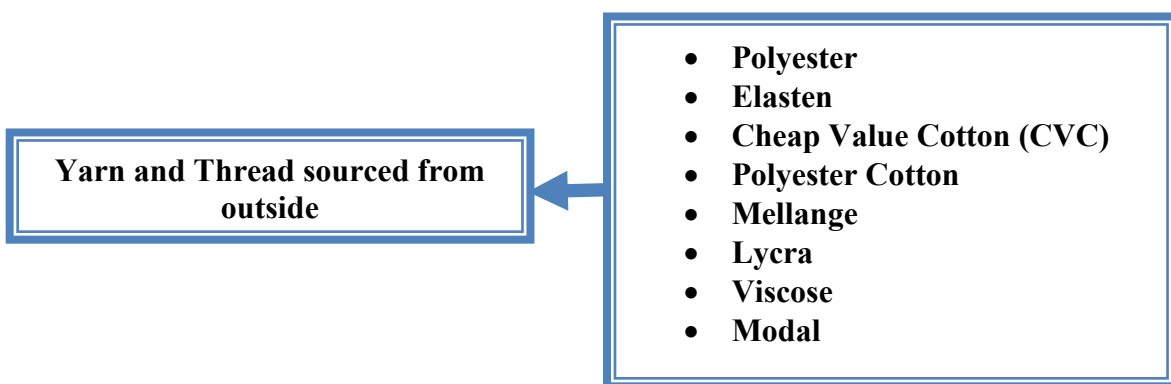 Yarn and Thread sourced from
outside
• Polyester
• Elasten
• Cheap Value Cotton (CVC)
• Polyester Cotton
• Mellange
• Lycra
• Viscose
• Modal